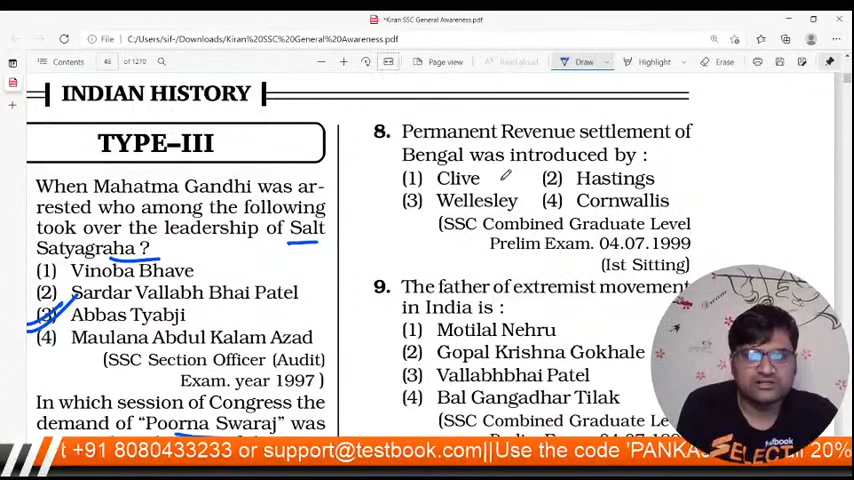 *Kiran SSC General Awareness.pdf
File
C:/Users/sif-/Downloads/Kiran%20SSC%20General%20Awareness.pdf
Contents
48
of 1270
Page view
Read aloud
Draw
Highlight
Erase
INDIAN HISTORY
TYPE–III
When Mahatma Gandhi was ar-
rested who among the following
took over the leadership of Salt
Satyagraha ?
(1) Vinoba Bhave
(2) Sardar Vallabh Bhai Patel
(3) Abbas Tyabji
(4) Maulana Abdul Kalam Azad
(SSC Section Officer (Audit)
Exam. year 1997 )
In which session of Congress the
demand of “Poorna Swaraj” was
8. Permanent Revenue settlement of
Bengal was introduced by :
(1) Clive (2) Hastings
(3) Wellesley (4) Cornwallis
(SSC Combined Graduate Level
Prelim Exam. 04.07.1999
(Ist Sitting)
9. The father of extremist movement
in India is :
(1) Motilal Nehru
(2) Gopal Krishna Gokhale
(3) Vallabhbhai Patel
(4) Bal Gangadhar Tilak
(SSC Combined Graduate Le
Dream
testbook
SELECT
t +91 8080433233 or support@testbook.com||Use the code 'PANKA
ll 20%